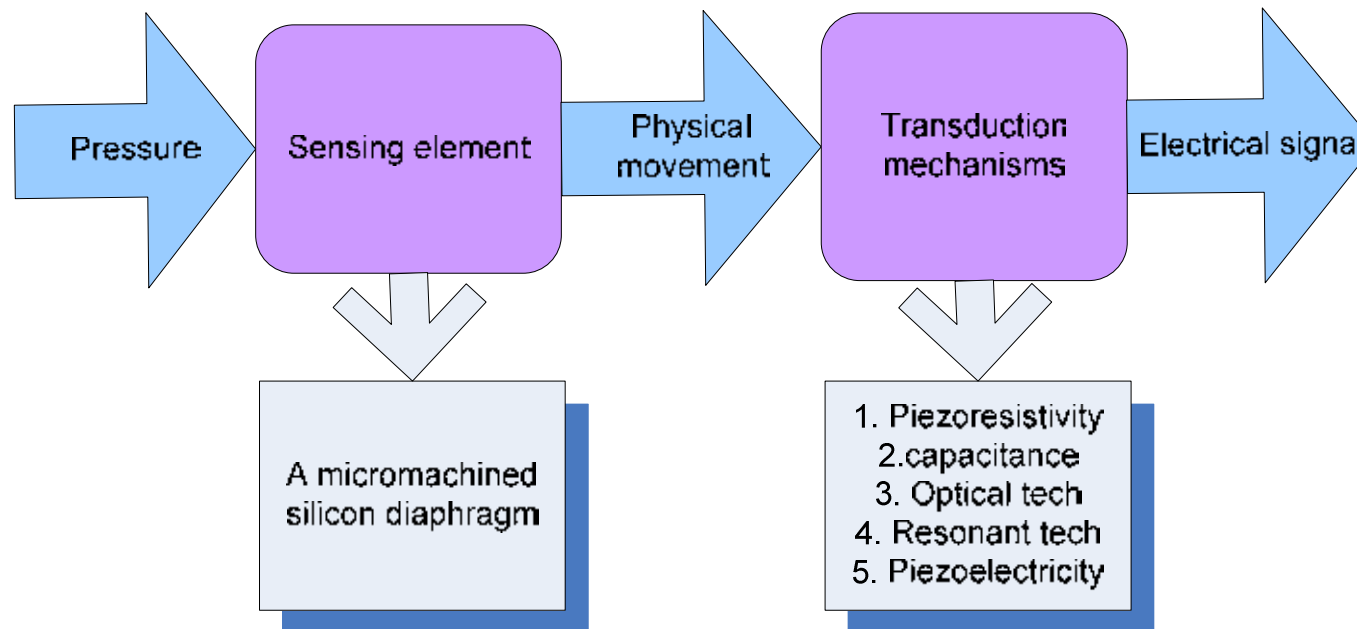 Pressure
Sensing element
Physical
movement
Transduction
mechanisms
Electrical signa
A micromachined
silicon diaphragm
1. Piezoresistivity
2.capacitance
3. Optical tech
4. Resonant tech
5. Piezoelectricity